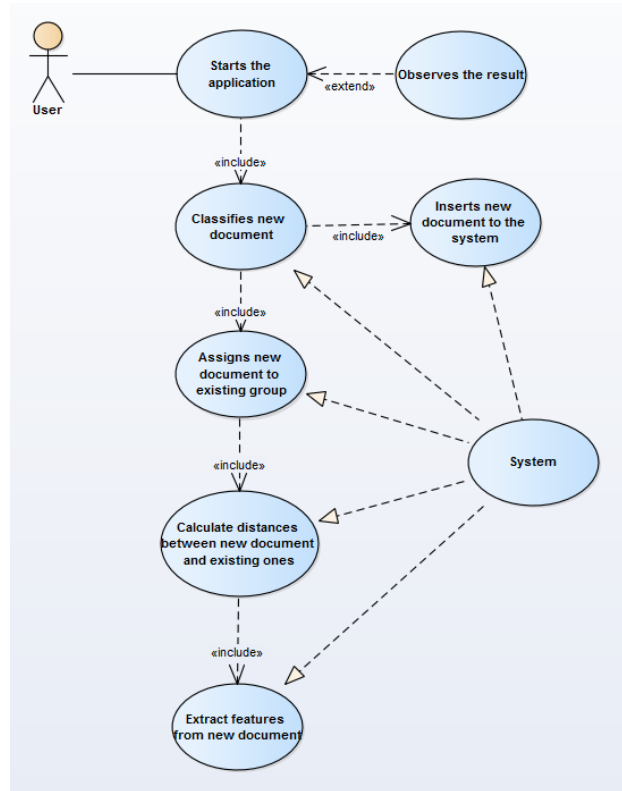 Starts the
application
Observes the result
«extend»
User
«include»
Classifies new
document
Inserts new
document to the
system
«include»
«include»
Assigns new
document to
existing group
System
«include»
Calculate distances
between new document
and existing ones
«include»
Extract features
from new document